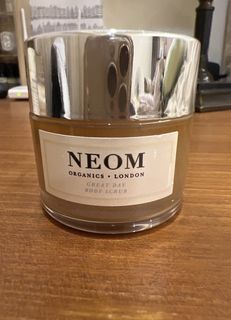 NEOM
ORGANICS • LONDON
GREAT DAY
BODY SCRUB